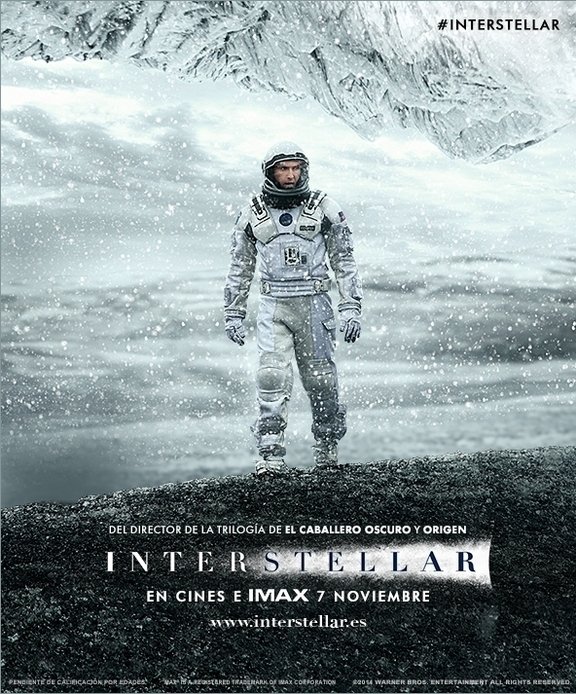 #INTERSTELLAR
DEL DIRECTOR DE LA TRILOGÍA DE EL CABALLERO OSCURO Y ORIGEN
INTERSTELLAR
EN CINES E IMAX 7 NOVIEMBRE
www.interstellar.es
PENDIENTE DE CALIFICACIÓN POR EDADES. IMAX® IS A REGISTERED TRADEMARK OF IMAX CORPORATION ©2014 WARNER BROS. ENTERTAINMENT ALL RIGHTS RESERVED.